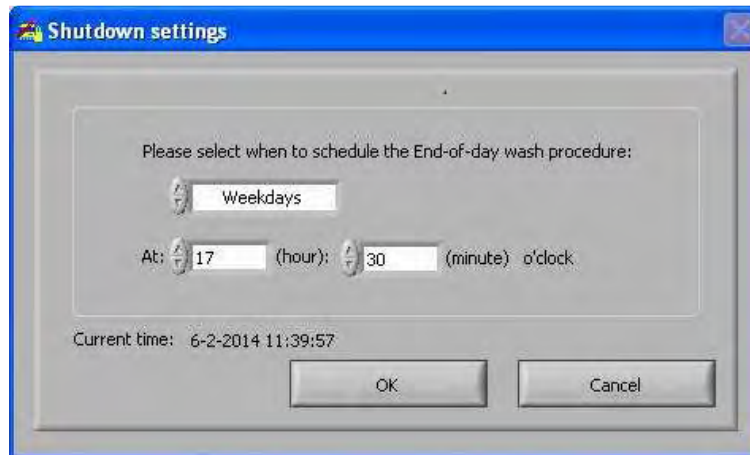 Shutdown settings
Please select when to schedule the End-of-day wash procedure:
Weekdays
At: 17 (hour): 30 (minute) o'clock
Current time: 6-2-2014 11:39:57
OK Cancel